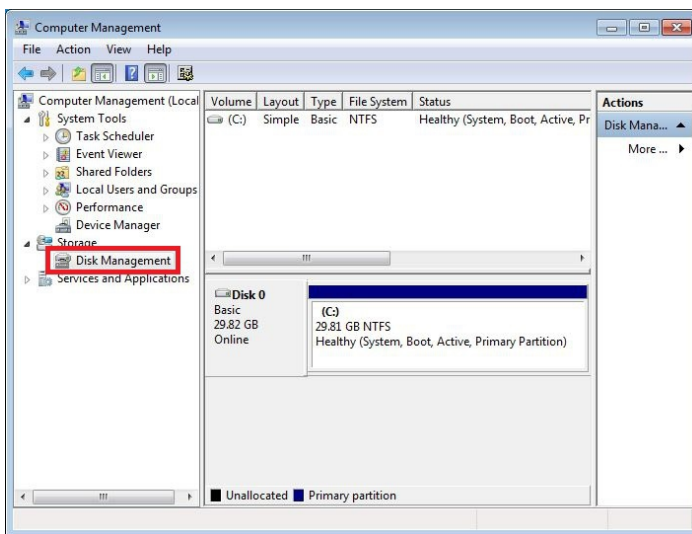 Computer Management
File Action View Help
Computer Management (Local
System Tools
Task Scheduler
Event Viewer
Shared Folders
Local Users and Groups
Performance
Device Manager
Storage
Disk Management
Services and Applications
Volume Layout Type File System Status
(C:) Simple Basic NTFS Healthy (System, Boot, Active, Pr
Disk 0
Basic
29.82 GB
Online
(C:)
29.81 GB NTFS
Healthy (System, Boot, Active, Primary Partition)
Unallocated Primary partition
Actions
Disk Mana...
More ...